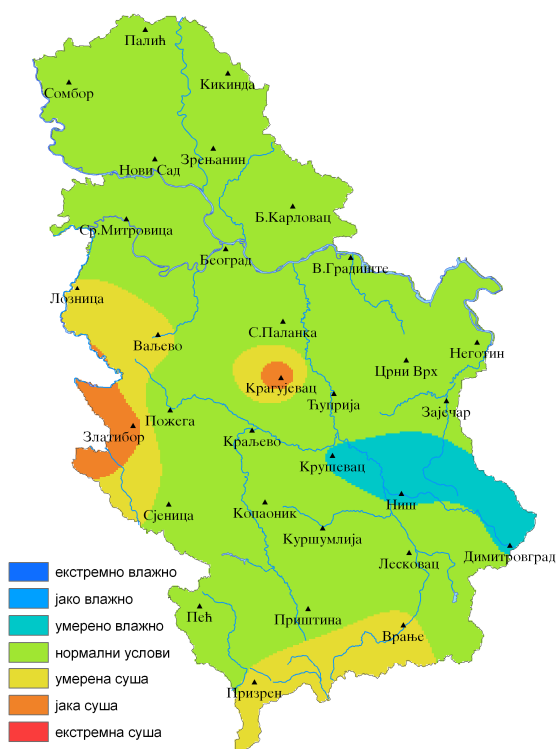 Палић
Кикинда
Сомбор
Зрењанин
Нови Сад
Б.Карловац
Ср.Митровица
Београд
В.Градиште
Лозница
С.Паланка
Ваљево
Неготин
Црни Врх
Крагујевац
Ћуприја
Зајечар
Пожега
Златибор
Краљево
Крушевац
Ниш
Сјеница
Копаоник
Куршумлија
Димитровград
Лесковац
Пећ
Приштина
Врање
Призрен
екстремно влажно
јако влажно
умерено влажно
нормални услови
умерена суша
јака суша
екстремна суша